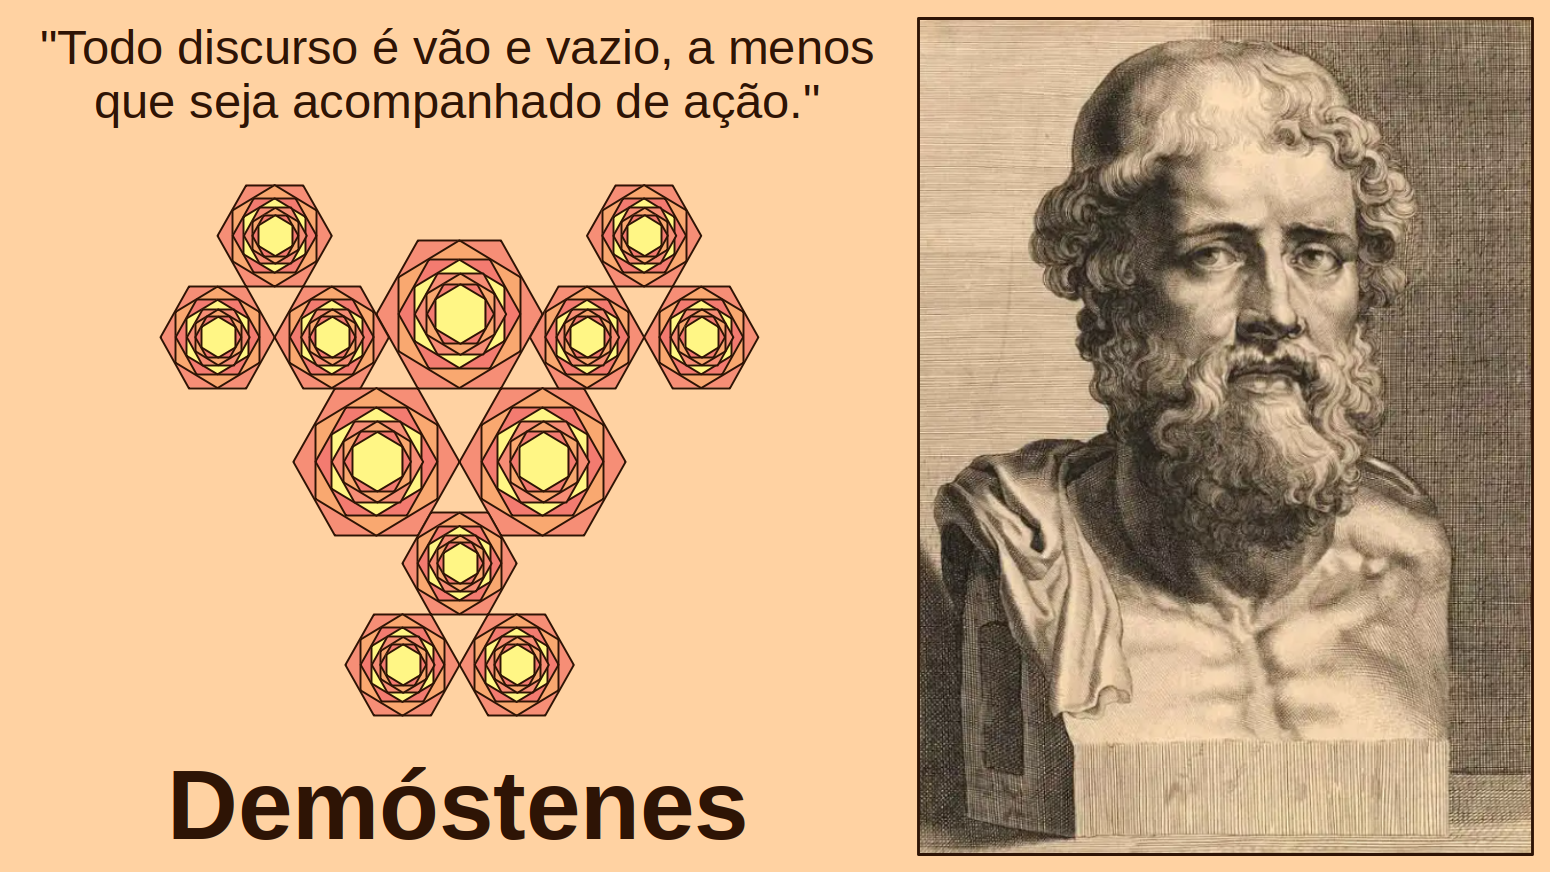 "Todo discurso é vão e vazio, a menos
que seja acompanhado de ação."
Demóstenes